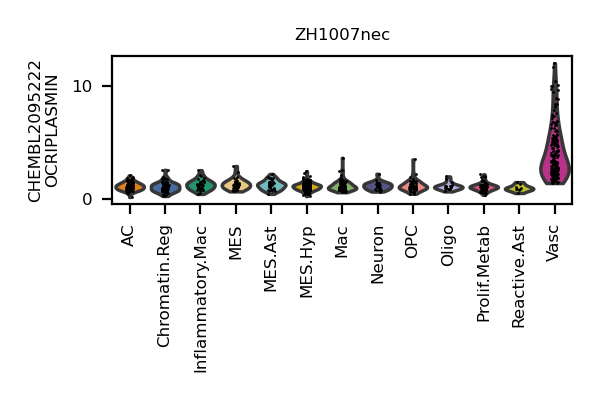 ZH1007nec
CHEMBL2095222
OCRIPLASMIN
10
0
AC
Chromatin.Reg
Inflammatory.Mac
MES
MES.Ast
MES.Hyp
Mac
Neuron
OPC
Oligo
Prolif.Metab
Reactive.Ast
Vasc